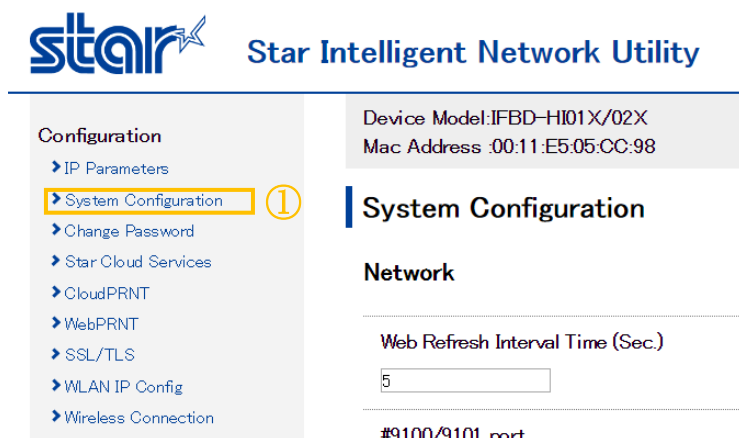 star
Star Intelligent Network Utility
Configuration
IP Parameters
System Configuration
①
Change Password
Star Cloud Services
CloudPRNT
WebPRNT
SSL/TLS
WLAN IP Config
Wireless Connection
Device Model:IFBD-HI01X/02X
Mac Address :00:11:E5:05:CC:98
System Configuration
Network
Web Refresh Interval Time (Sec.)
5
#9100/9101 port